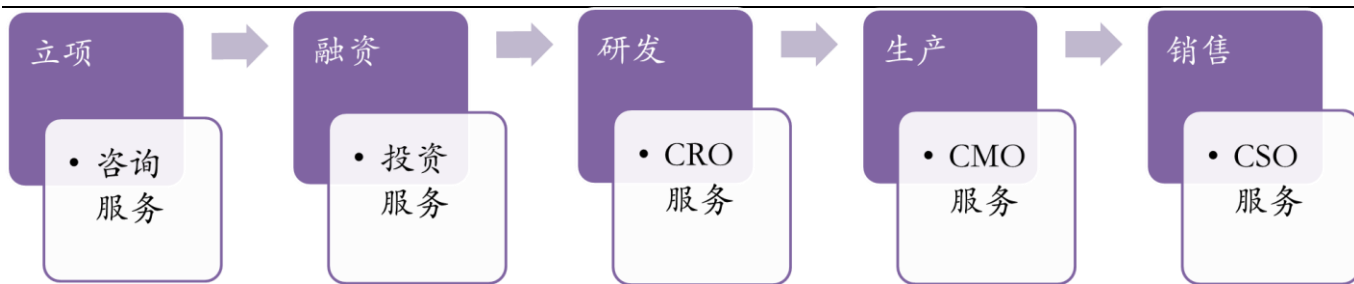 立项
• 咨询
服务
融资
• 投资
服务
研发
• CRO
服务
生产
• CMO
服务
销售
• CSO
服务